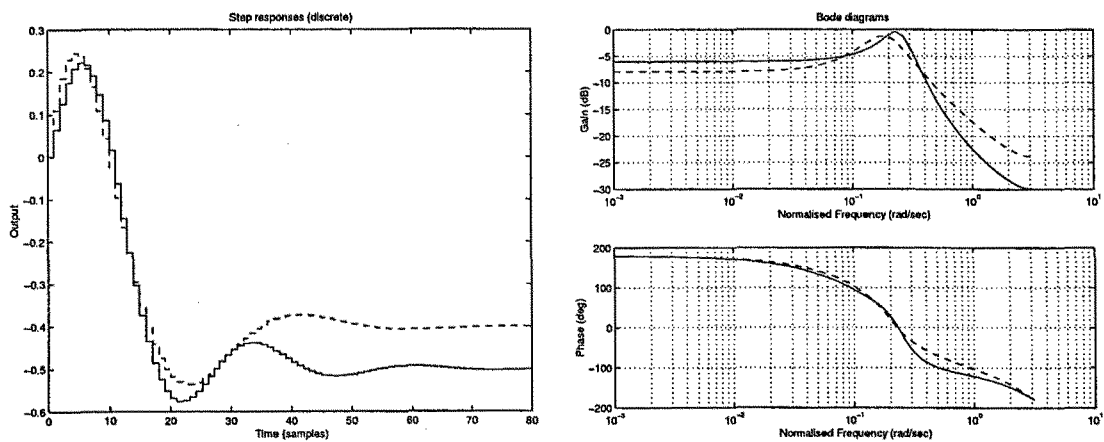 Step responses (discrete)
0.3
0.2
0.1
0
-0.1
-0.2
-0.3
-0.4
-0.5
-0.6
Output
0 10 20 30 40 50 60 70 80
Time (samples)
Bode diagrams
0
-5
-10
-15
-20
-25
-30
Gain (dB)
10^-3 10^-2 10^-1 10^0 10^1
Normalised Frequency (rad/sec)
200
100
0
-100
-200
Phase (deg)
10^-3 10^-2 10^-1 10^0 10^1
Normalised Frequency (rad/sec)